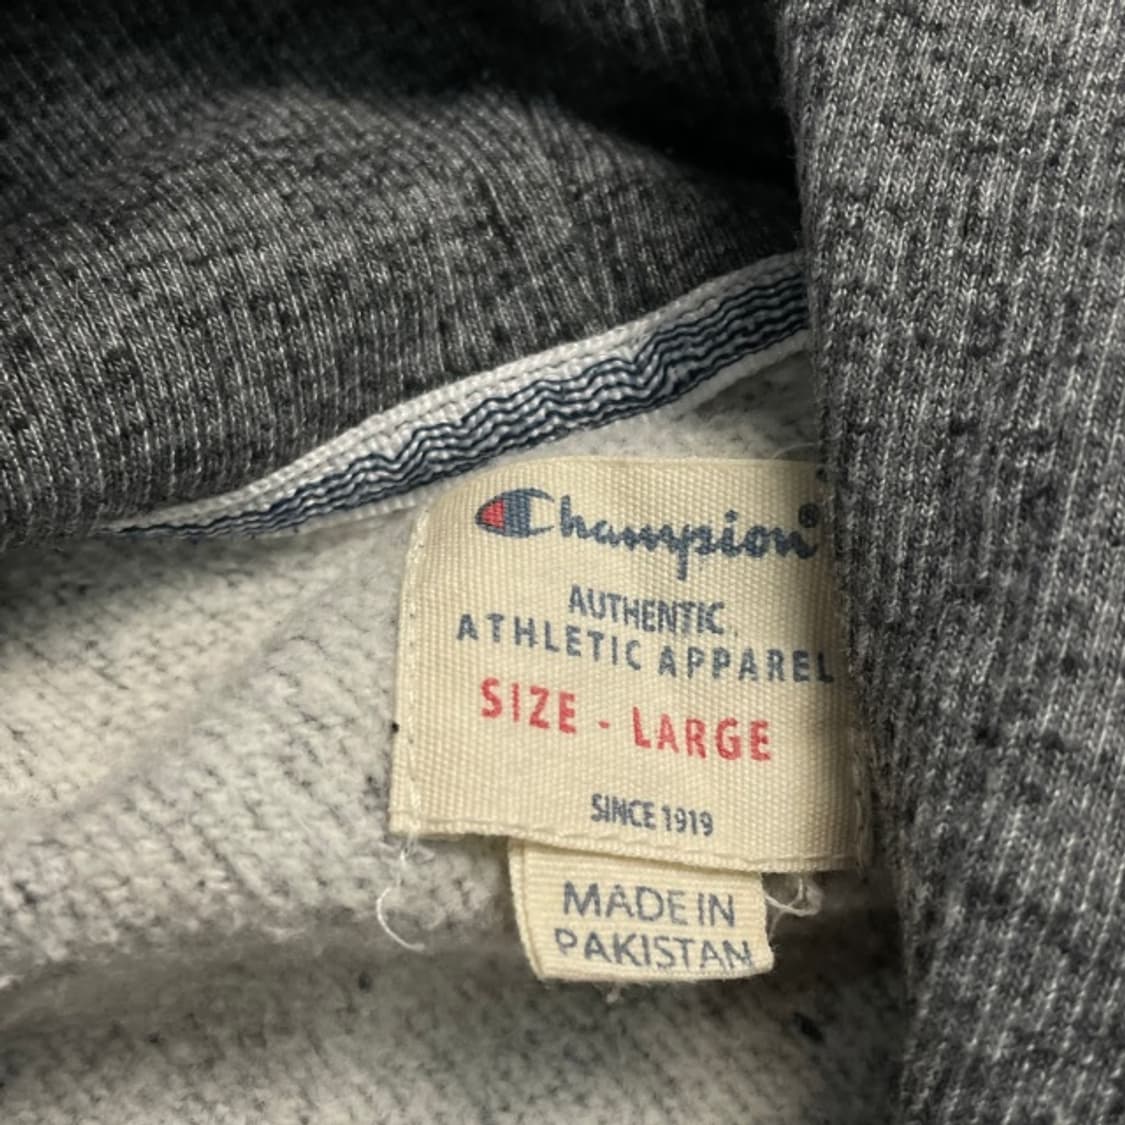 Champion®
AUTHENTIC
ATHLETIC APPAREL
SIZE - LARGE
SINCE 1919
MADE IN
PAKISTAN